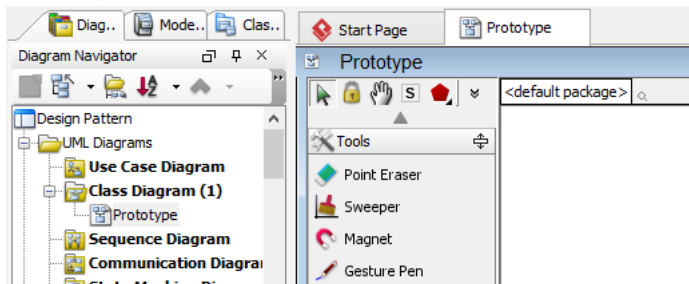 Diag..
Mode..
Clas..
Start Page
Prototype
Diagram Navigator
Prototype
S
<default package>
Design Pattern
UML Diagrams
Use Case Diagram
Class Diagram (1)
Prototype
Sequence Diagram
Communication Diagra
Tools
Point Eraser
Sweeper
Magnet
Gesture Pen